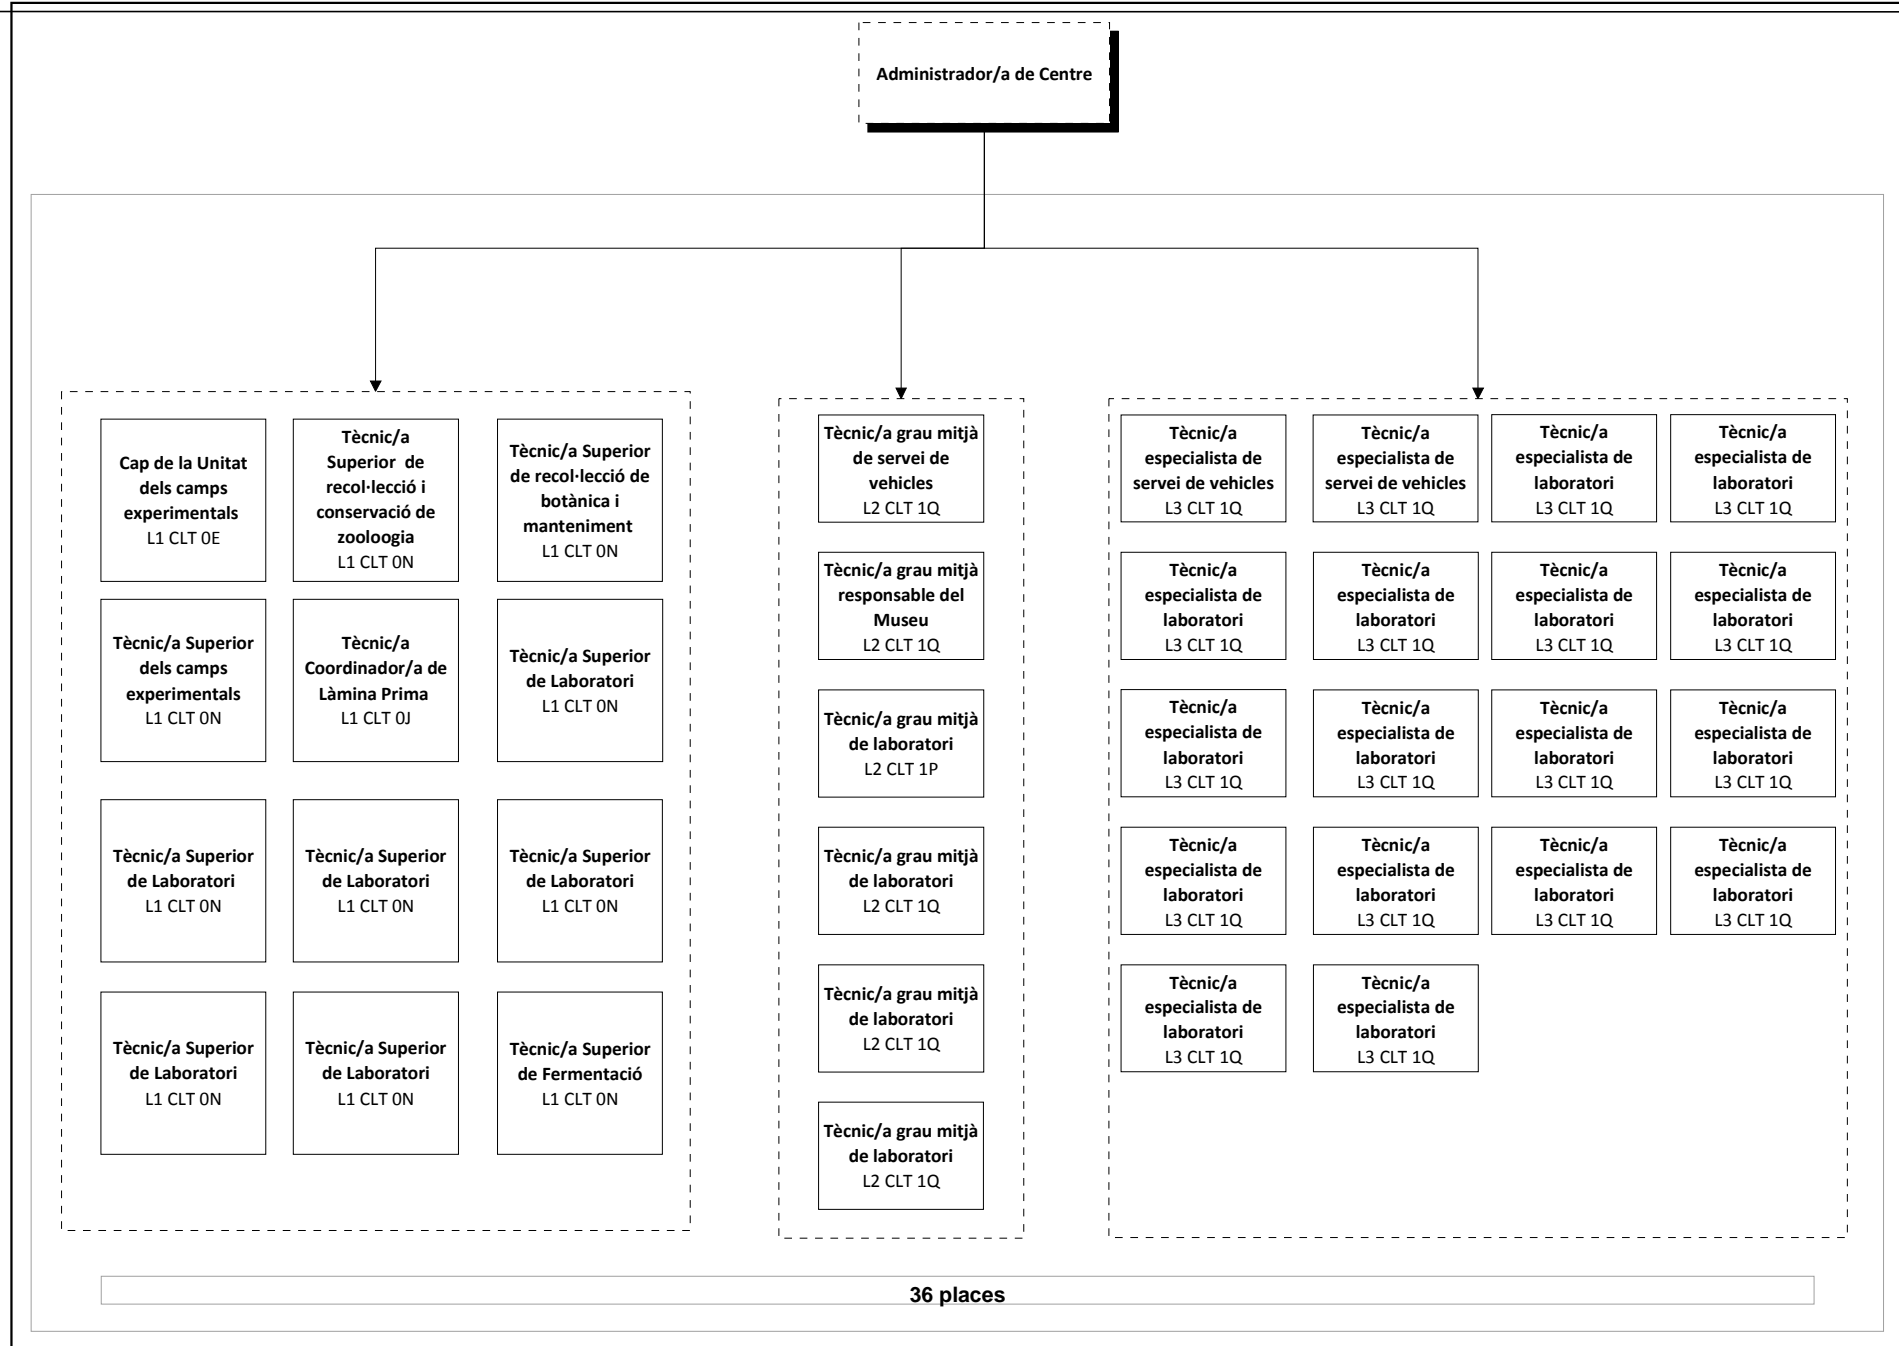 Administrador/a de Centre
Cap de la Unitat
dels camps
experimentals
L1 CLT 0E
Tècnic/a
Superior  de
recol·lecció i
conservació de
zooloogia
L1 CLT 0N
Tècnic/a Superior
de recol·lecció de
botànica i
manteniment
L1 CLT 0N
Tècnic/a Superior
dels camps
experimentals
L1 CLT 0N
Tècnic/a
Coordinador/a de
Làmina Prima
L1 CLT 0J
Tècnic/a Superior
de Laboratori
L1 CLT 0N
Tècnic/a Superior
de Laboratori
L1 CLT 0N
Tècnic/a Superior
de Laboratori
L1 CLT 0N
Tècnic/a Superior
de Laboratori
L1 CLT 0N
Tècnic/a Superior
de Laboratori
L1 CLT 0N
Tècnic/a Superior
de Laboratori
L1 CLT 0N
Tècnic/a Superior
de Fermentació
L1 CLT 0N
Tècnic/a grau mitjà
de servei de
vehicles
L2 CLT 1Q
Tècnic/a grau mitjà
responsable del
Museu
L2 CLT 1Q
Tècnic/a grau mitjà
de laboratori
L2 CLT 1P
Tècnic/a grau mitjà
de laboratori
L2 CLT 1Q
Tècnic/a grau mitjà
de laboratori
L2 CLT 1Q
Tècnic/a grau mitjà
de laboratori
L2 CLT 1Q
Tècnic/a
especialista de
servei de vehicles
L3 CLT 1Q
Tècnic/a
especialista de
servei de vehicles
L3 CLT 1Q
Tècnic/a
especialista de
laboratori
L3 CLT 1Q
Tècnic/a
especialista de
laboratori
L3 CLT 1Q
Tècnic/a
especialista de
laboratori
L3 CLT 1Q
Tècnic/a
especialista de
laboratori
L3 CLT 1Q
Tècnic/a
especialista de
laboratori
L3 CLT 1Q
Tècnic/a
especialista de
laboratori
L3 CLT 1Q
Tècnic/a
especialista de
laboratori
L3 CLT 1Q
Tècnic/a
especialista de
laboratori
L3 CLT 1Q
Tècnic/a
especialista de
laboratori
L3 CLT 1Q
Tècnic/a
especialista de
laboratori
L3 CLT 1Q
Tècnic/a
especialista de
laboratori
L3 CLT 1Q
Tècnic/a
especialista de
laboratori
L3 CLT 1Q
Tècnic/a
especialista de
laboratori
L3 CLT 1Q
Tècnic/a
especialista de
laboratori
L3 CLT 1Q
Tècnic/a
especialista de
laboratori
L3 CLT 1Q
Tècnic/a
especialista de
laboratori
L3 CLT 1Q
36 places